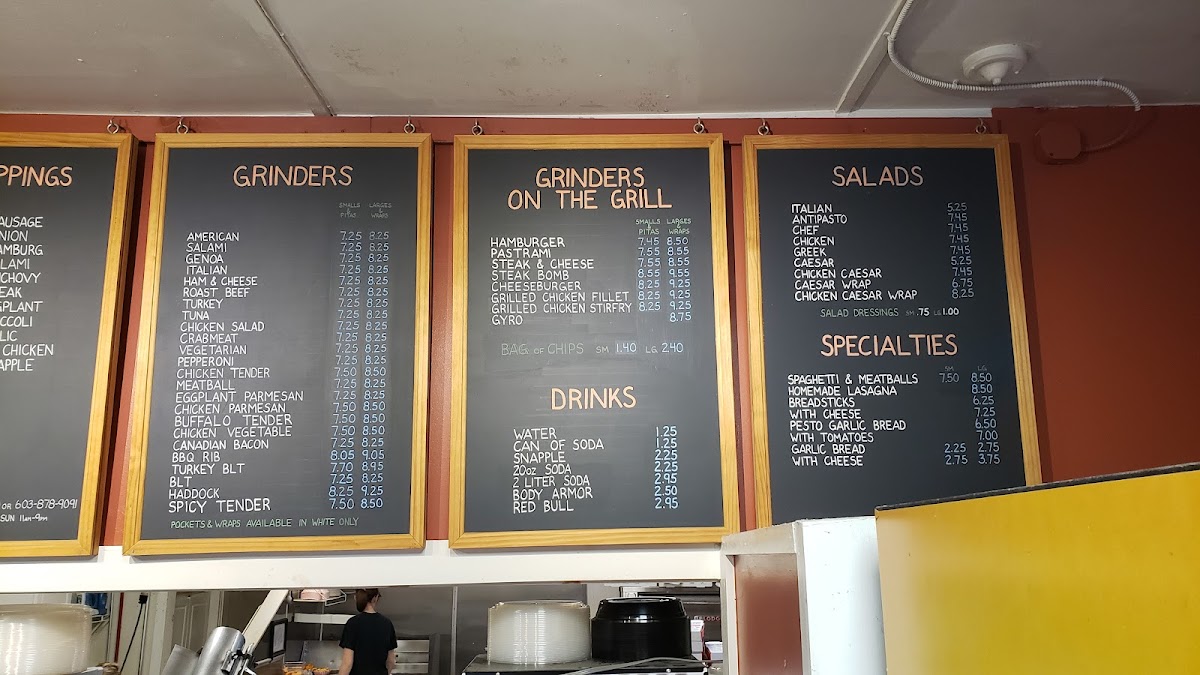 PPINGS
AUSAGE
NION
AMBURG
LAMI
CHOVY
EAK
GPLANT
OCCOLI
LIC
CHICKEN
APPLE
OR 603-878-9091
SUN 11AM-9PM
GRINDERS
SMALLS LARGES
& &
PITAS WRAPS
AMERICAN 7.25 8.25
SALAMI 7.25 8.25
GENOA 7.25 8.25
ITALIAN 7.25 8.25
HAM & CHEESE 7.25 8.25
ROAST BEEF 7.25 8.25
TURKEY 7.25 8.25
TUNA 7.25 8.25
CHICKEN SALAD 7.25 8.25
CRABMEAT 7.25 8.25
VEGETARIAN 7.25 8.25
PEPPERONI 7.25 8.25
CHICKEN TENDER 7.50 8.50
MEATBALL 7.25 8.25
EGGPLANT PARMESAN 7.25 8.25
CHICKEN PARMESAN 7.50 8.50
BUFFALO TENDER 7.50 8.50
CHICKEN VEGETABLE 7.50 8.50
CANADIAN BACON 7.25 8.25
BBQ RIB 8.05 9.05
TURKEY BLT 7.70 8.95
BLT 7.25 8.25
HADDOCK 8.25 9.25
SPICY TENDER 7.50 8.50
POCKETS & WRAPS AVAILABLE IN WHITE ONLY
GRINDERS
ON THE GRILL
SMALLS LARGES
& &
PITAS WRAPS
HAMBURGER 7.45 8.50
PASTRAMI 7.55 8.55
STEAK & CHEESE 7.55 8.55
STEAK BOMB 8.55 9.55
CHEESEBURGER 8.25 9.25
GRILLED CHICKEN FILLET 8.25 9.25
GRILLED CHICKEN STIRFRY 8.25 9.25
GYRO 8.75
BAG OF CHIPS SM 1.40 LG 2.40
DRINKS
WATER 1.25
CAN OF SODA 1.25
SNAPPLE 2.25
20oz SODA 2.25
2 LITER SODA 2.95
BODY ARMOR 2.50
RED BULL 2.95
SALADS
ITALIAN 5.25
ANTIPASTO 7.45
CHEF 7.45
CHICKEN 7.45
GREEK 7.45
CAESAR 5.25
CHICKEN CAESAR 7.45
CAESAR WRAP 6.75
CHICKEN CAESAR WRAP 8.25
SALAD DRESSINGS SM .75 LG 1.00
SPECIALTIES
SM LG
SPAGHETTI & MEATBALLS 7.50 8.50
HOMEMADE LASAGNA 8.50
BREADSTICKS 6.25
WITH CHEESE 7.25
PESTO GARLIC BREAD 6.50
WITH TOMATOES 7.00
GARLIC BREAD 2.25 2.75
WITH CHEESE 2.75 3.75